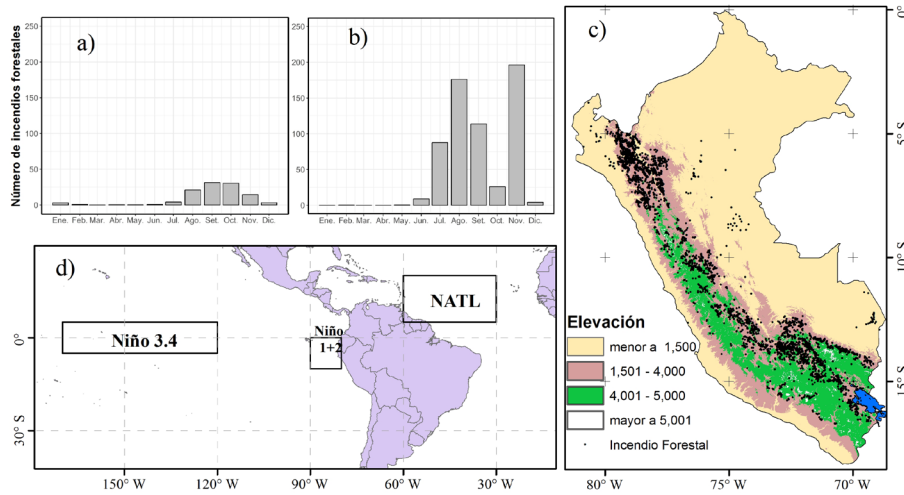 Número de incendios forestales
250
200
150
100
50
0
a)
Ene. Feb. Mar. Abr. May. Jun. Jul. Ago. Set. Oct. Nov. Dic.
250
200
150
100
50
0
b)
Ene. Feb. Mar. Abr. May. Jun. Jul. Ago. Set. Oct. Nov. Dic.
c)
0°
5°S
10°S
15°S
80° W
75° W
70° W
Elevación
menor a 1,500
1,501 - 4,000
4,001 - 5,000
mayor a 5,001
Incendio Forestal
d)
NATL
Niño 3.4
Niño
1+2
0°
30°S
150° W
120° W
90° W
60° W
30° W